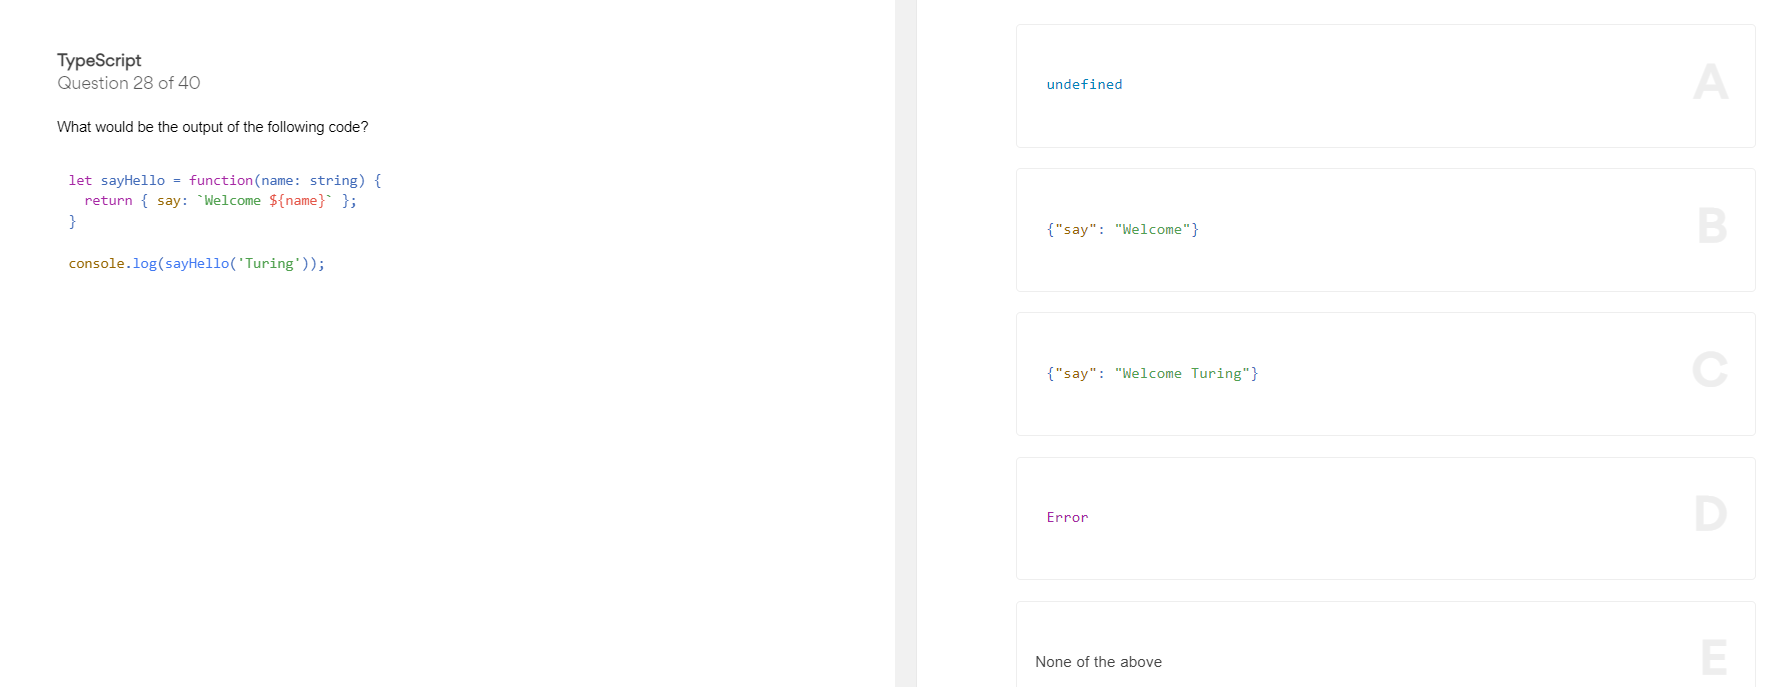 TypeScript
Question 28 of 40
What would be the output of the following code?
let sayHello = function(name: string) {
  return { say: `Welcome ${name}` };
}
console.log(sayHello('Turing'));
undefined
A
{"say": "Welcome"}
B
{"say": "Welcome Turing"}
C
Error
D
None of the above
E